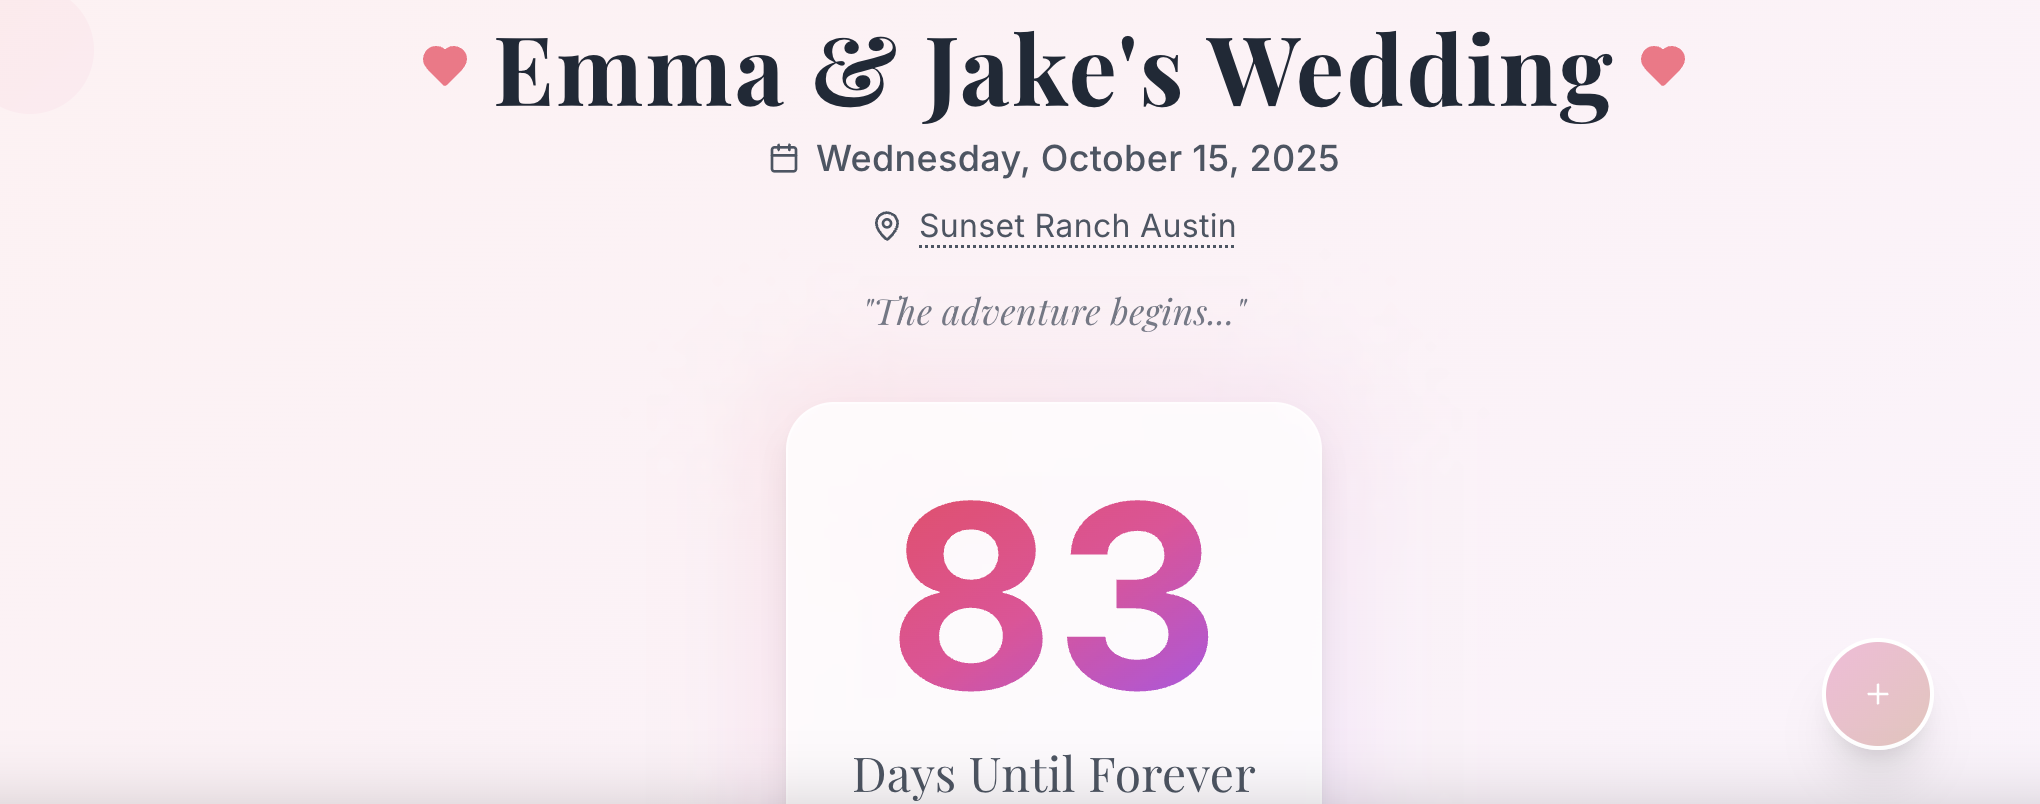 Emma & Jake's Wedding
Wednesday, October 15, 2025
Sunset Ranch Austin
"The adventure begins..."
83
Days Until Forever
+